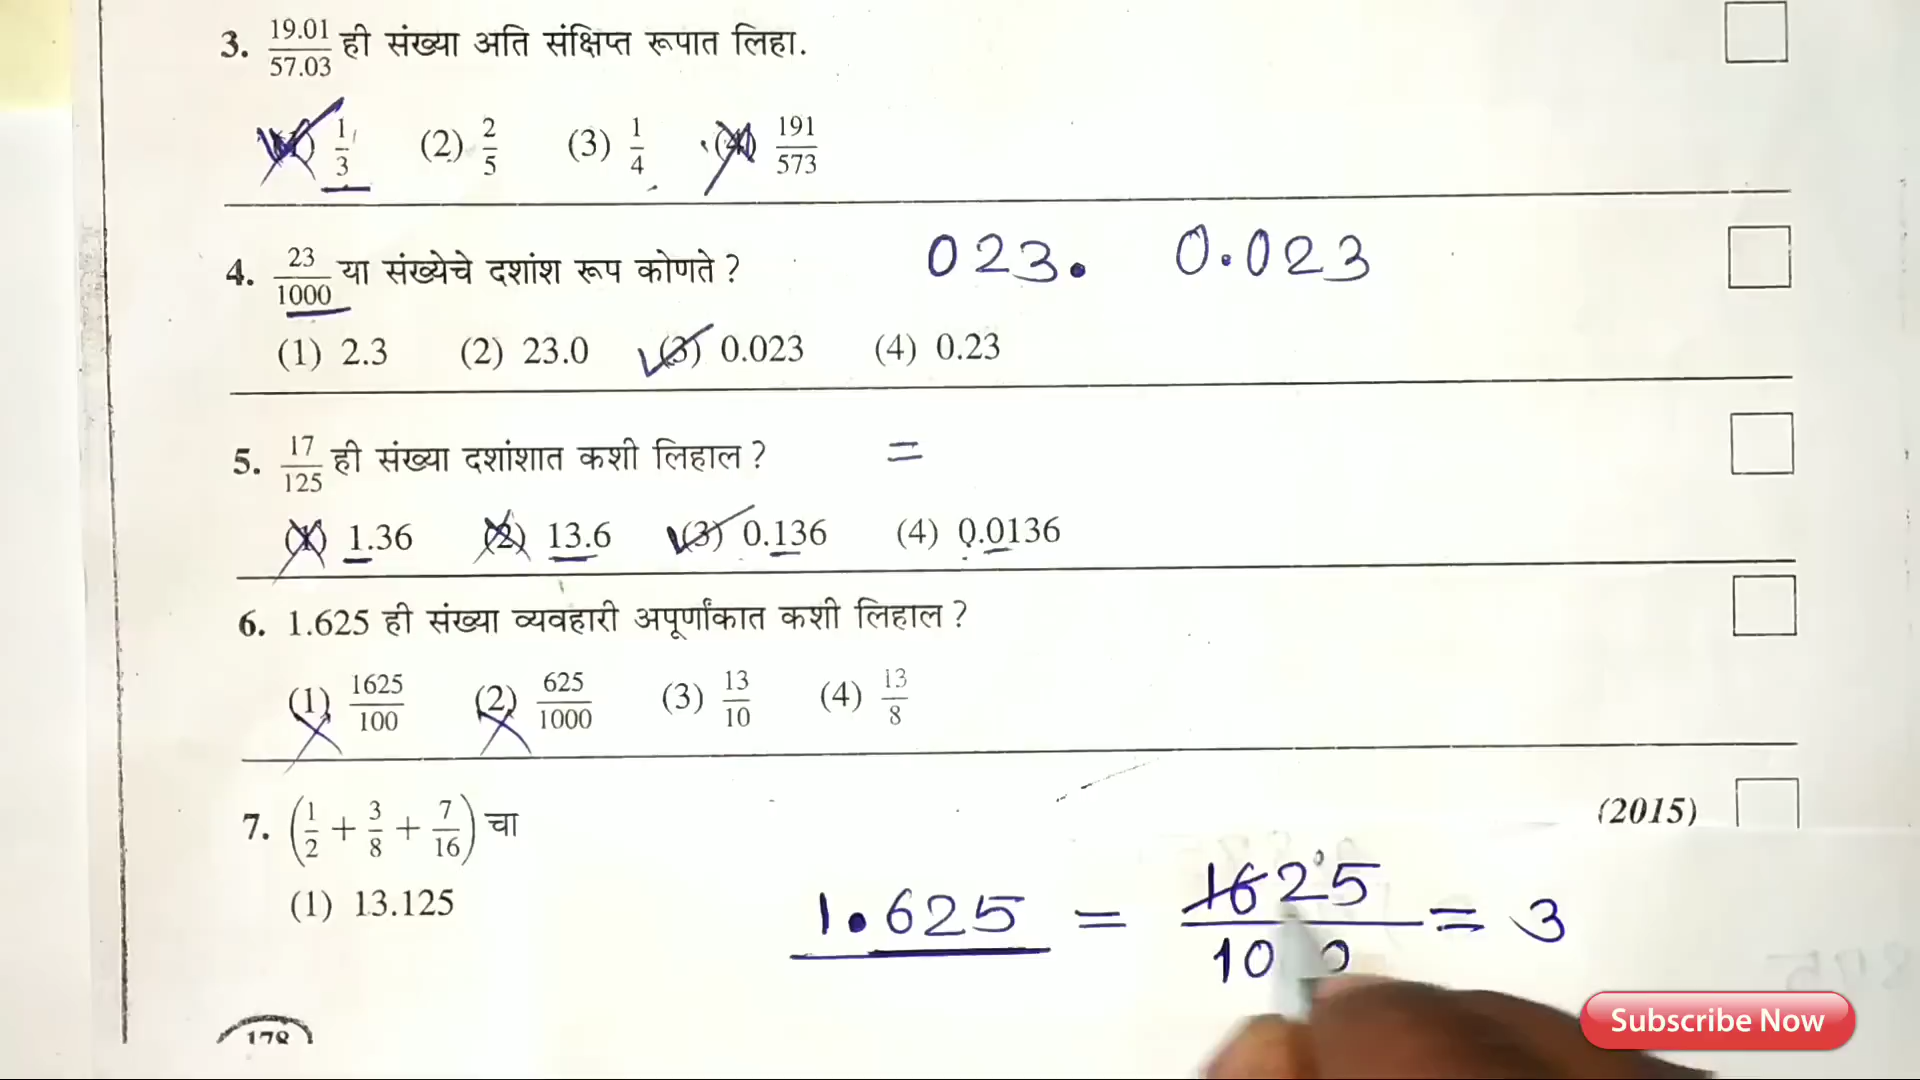 3. 19.01/57.03 ही संख्या अति संक्षिप्त रूपात लिहा.
(1) 1/3 (2) 2/5 (3) 1/4 (4) 191/573
4. 23/1000 या संख्येचे दशांश रूप कोणते ? 023. 0.023
(1) 2.3 (2) 23.0 (3) 0.023 (4) 0.23
5. 17/125 ही संख्या दशांशात कशी लिहाल ? =
(1) 1.36 (2) 13.6 (3) 0.136 (4) 0.0136
6. 1.625 ही संख्या व्यवहारी अपूर्णांकात कशी लिहाल ?
(1) 1625/100 (2) 625/1000 (3) 13/10 (4) 13/8
7. (1/2 + 3/8 + 7/16) चा (2015)
(1) 13.125
1.625 = 1625/10 0 = 3
178
Subscribe Now